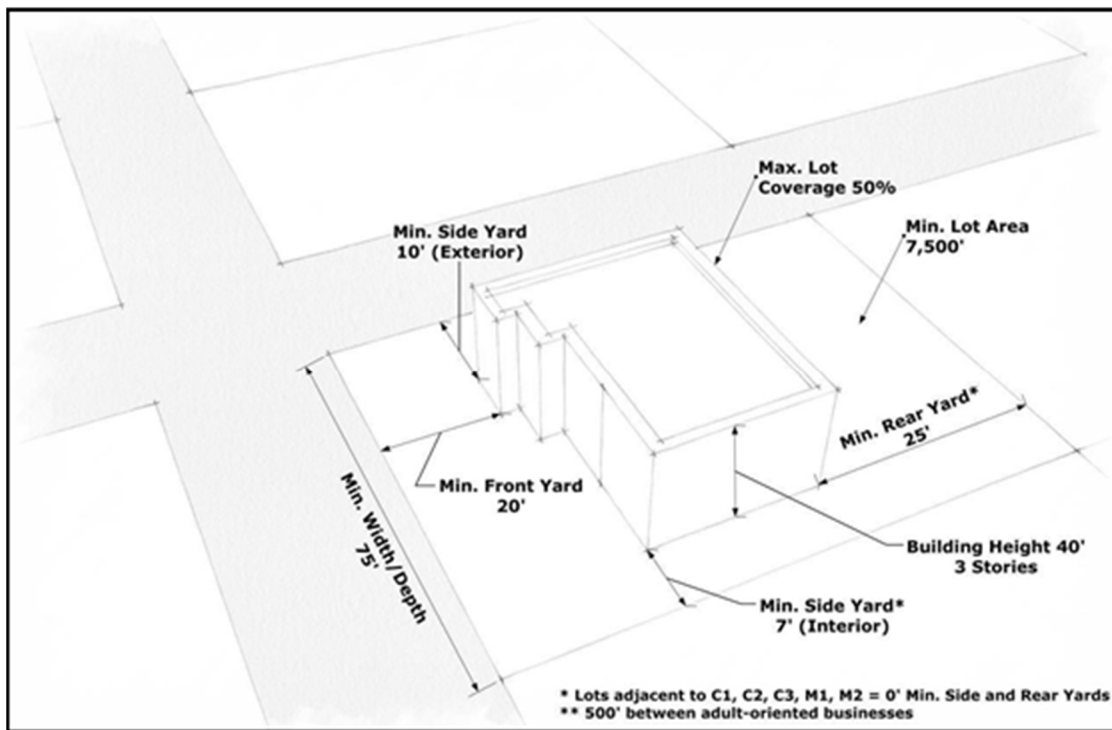 Max. Lot
Coverage 50%
Min. Side Yard
10' (Exterior)
Min. Lot Area
7,500'
Min. Rear Yard*
25'
Min. Front Yard
20'
Min. Width/Depth
75'
Building Height 40'
3 Stories
Min. Side Yard*
7' (Interior)
* Lots adjacent to C1, C2, C3, M1, M2 = 0' Min. Side and Rear Yards
** 500' between adult-oriented businesses